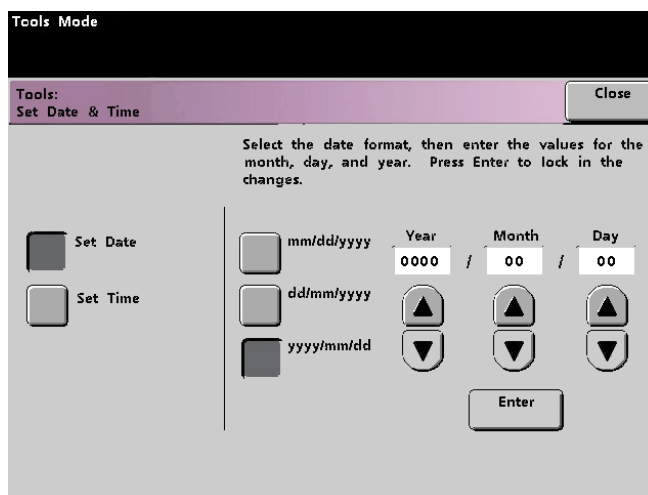 Tools Mode
Tools:
Set Date & Time
Close
Select the date format, then enter the values for the
month, day, and year. Press Enter to lock in the
changes.
Set Date
Set Time
mm/dd/yyyy
dd/mm/yyyy
yyyy/mm/dd
Year Month Day
0000 / 00 / 00
Enter